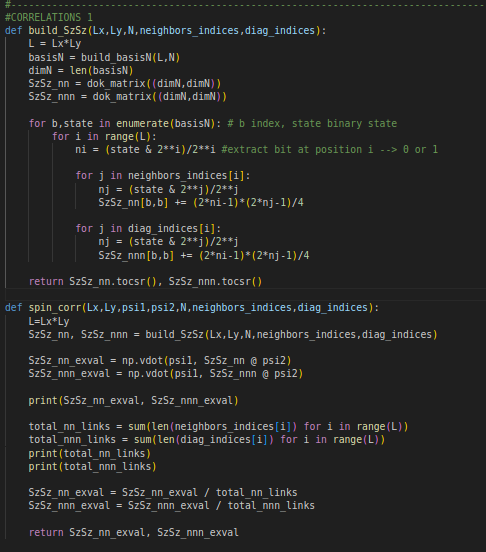 #------------------------------------------------------------------------------
#CORRELATIONS 1
def build_SzSz(Lx,Ly,N,neighbors_indices,diag_indices):
    L = Lx*Ly
    basisN = build_basisN(L,N)
    dimN = len(basisN)
    SzSz_nn = dok_matrix((dimN,dimN))
    SzSz_nnn = dok_matrix((dimN,dimN))

    for b,state in enumerate(basisN): # b index, state binary state
        for i in range(L):
            ni = (state & 2**i)/2**i #extract bit at position i --> 0 or 1

            for j in neighbors_indices[i]:
                nj = (state & 2**j)/2**j
                SzSz_nn[b,b] += (2*ni-1)*(2*nj-1)/4

            for j in diag_indices[i]:
                nj = (state & 2**j)/2**j
                SzSz_nnn[b,b] += (2*ni-1)*(2*nj-1)/4

    return SzSz_nn.tocsr(), SzSz_nnn.tocsr()

def spin_corr(Lx,Ly,psi1,psi2,N,neighbors_indices,diag_indices):
    L=Lx*Ly
    SzSz_nn, SzSz_nnn = build_SzSz(Lx,Ly,N,neighbors_indices,diag_indices)

    SzSz_nn_exval = np.vdot(psi1, SzSz_nn @ psi2)
    SzSz_nnn_exval = np.vdot(psi1, SzSz_nnn @ psi2)

    print(SzSz_nn_exval, SzSz_nnn_exval)

    total_nn_links = sum(len(neighbors_indices[i]) for i in range(L))
    total_nnn_links = sum(len(diag_indices[i]) for i in range(L))
    print(total_nn_links)
    print(total_nnn_links)

    SzSz_nn_exval = SzSz_nn_exval / total_nn_links
    SzSz_nnn_exval = SzSz_nnn_exval / total_nnn_links

    return SzSz_nn_exval, SzSz_nnn_exval